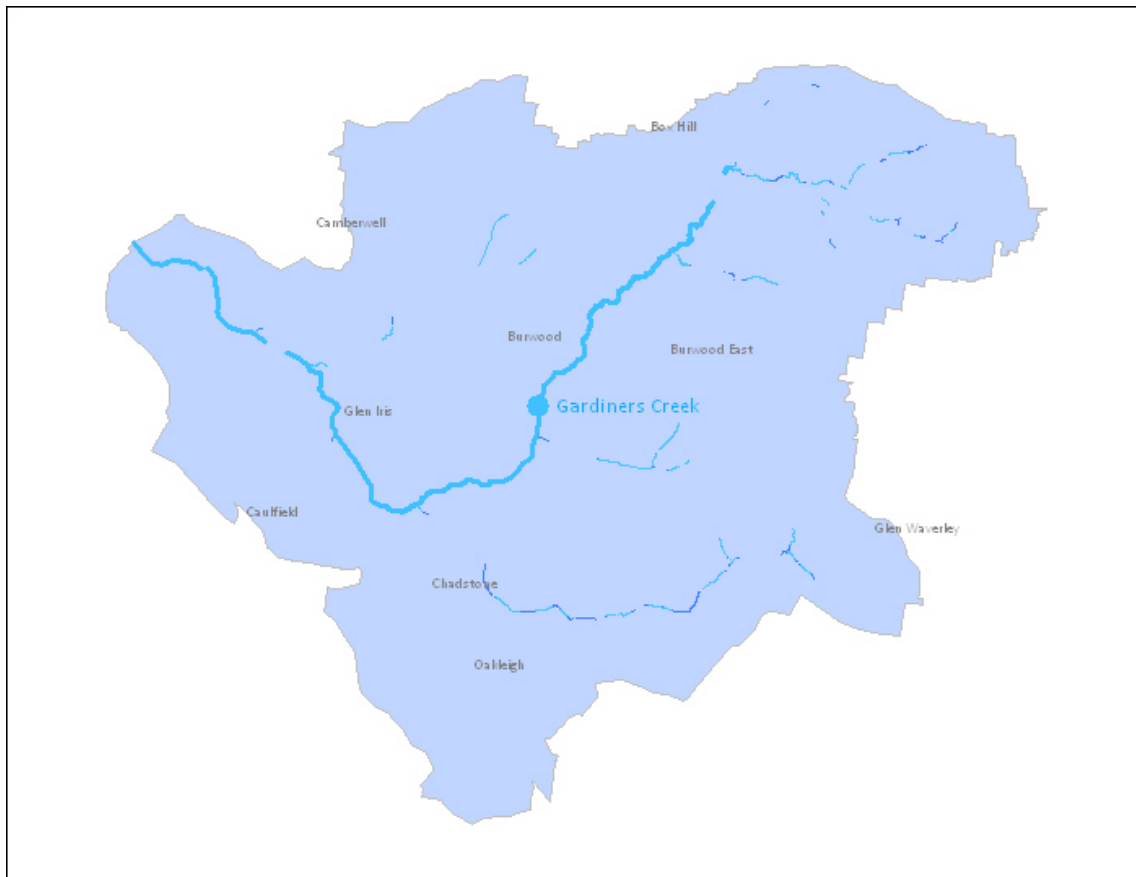 Box Hill
Camberwell
Burwood
Burwood East
Gardiners Creek
Glen Iris
Caulfield
Glen Waverley
Chadstone
Oakleigh